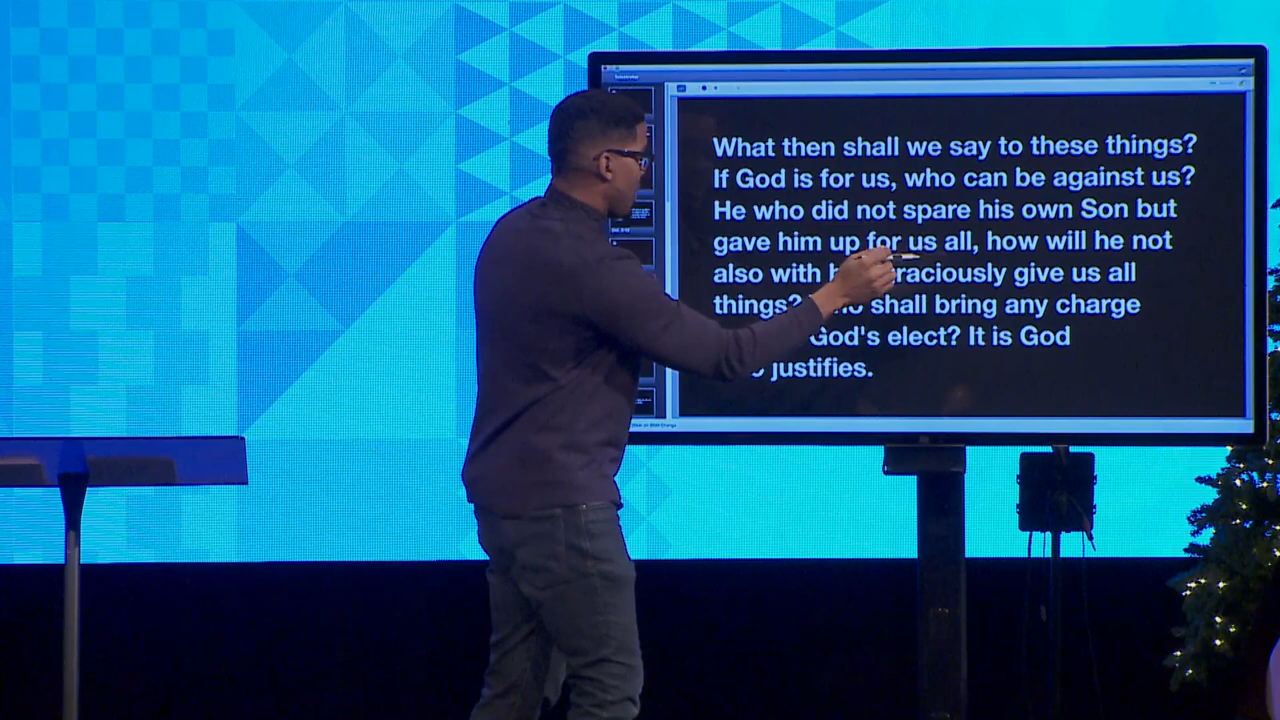 What then shall we say to these things?
If God is for us, who can be against us?
He who did not spare his own Son but
gave him up for us all, how will he not
also with graciously give us all
things? shall bring any charge
God's elect? It is God
justifies.